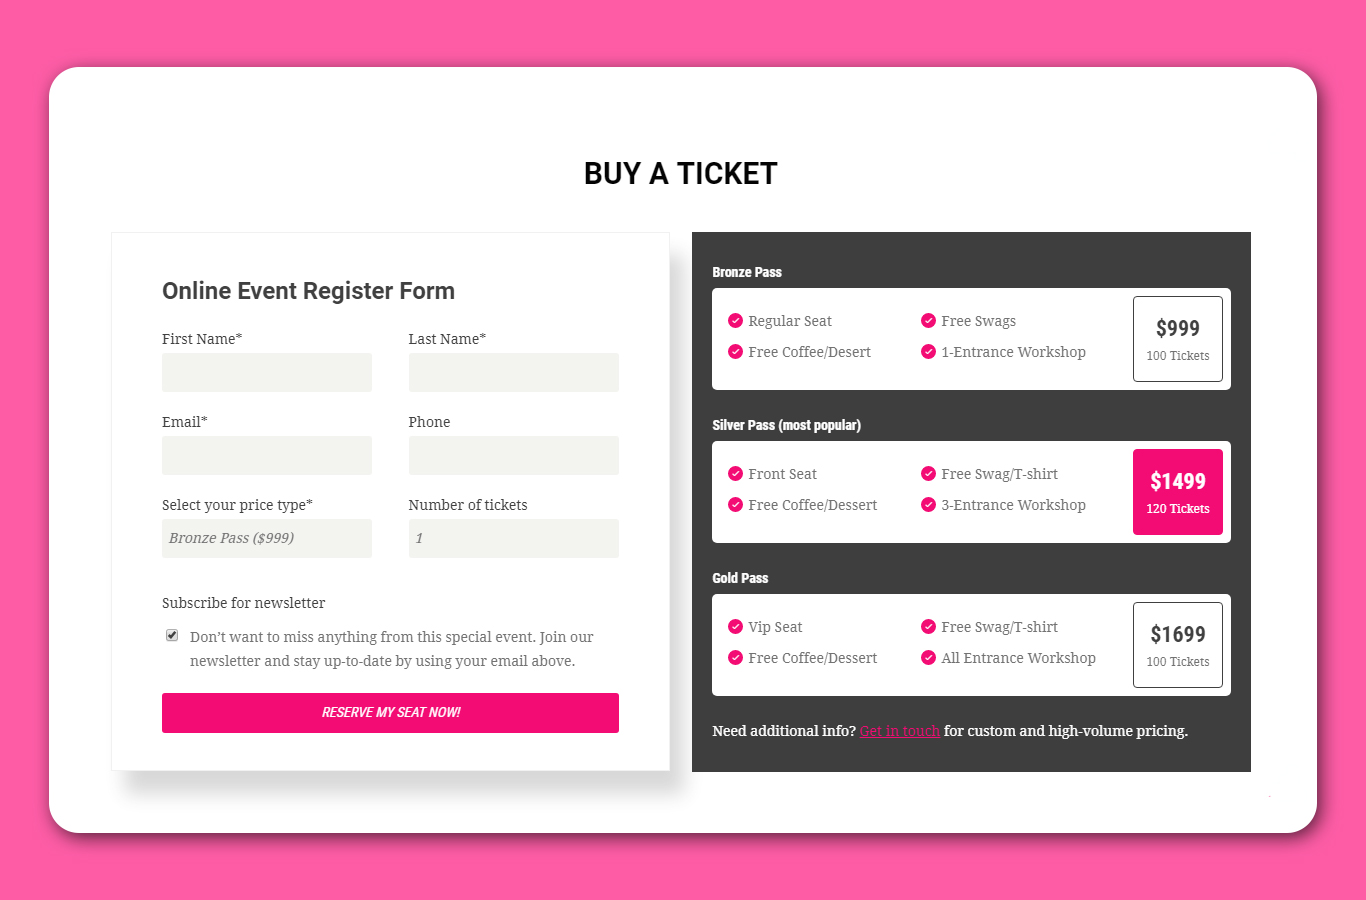 BUY A TICKET
Online Event Register Form
First Name*
Last Name*
Email*
Phone
Select your price type*
Number of tickets
Bronze Pass ($999)
1
Subscribe for newsletter
Don’t want to miss anything from this special event. Join our
newsletter and stay up-to-date by using your email above.
RESERVE MY SEAT NOW!
Bronze Pass
Regular Seat
Free Swags
Free Coffee/Desert
1-Entrance Workshop
$999
100 Tickets
Silver Pass (most popular)
Front Seat
Free Swag/T-shirt
Free Coffee/Dessert
3-Entrance Workshop
$1499
120 Tickets
Gold Pass
Vip Seat
Free Swag/T-shirt
Free Coffee/Dessert
All Entrance Workshop
$1699
100 Tickets
Need additional info? Get in touch for custom and high-volume pricing.